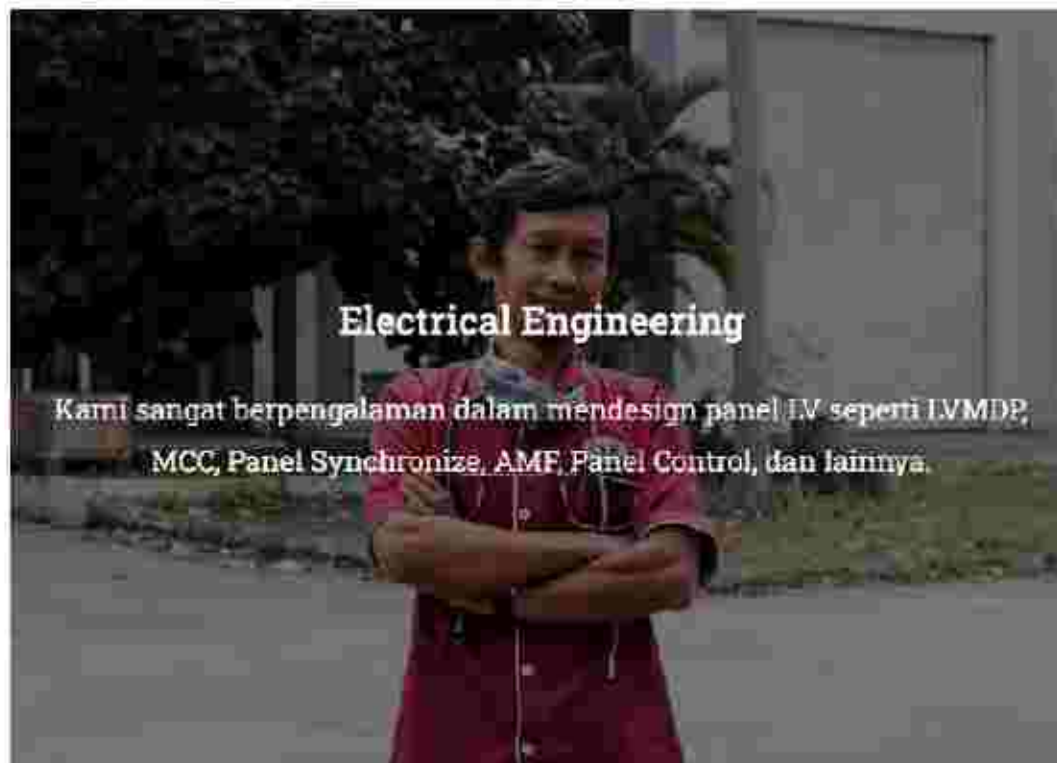 Electrical Engineering
Kami sangat berpengalaman dalam mendesign panel LV seperti LVMDP,
MCC, Panel Synchronize, AMF, Panel Control, dan lainnya.